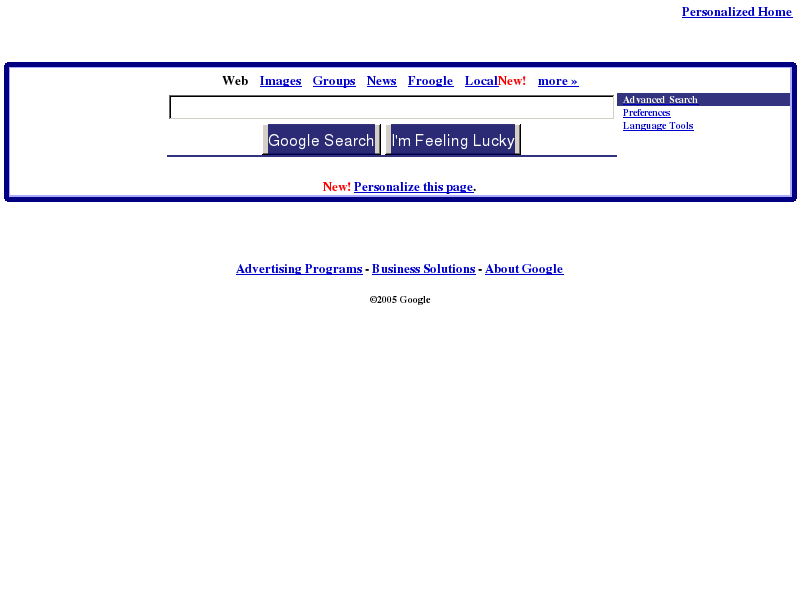 Personalized Home
Web Images Groups News Froogle LocalNew! more »
Advanced Search
Preferences
Language Tools
Google Search I'm Feeling Lucky
New! Personalize this page.
Advertising Programs - Business Solutions - About Google
©2005 Google